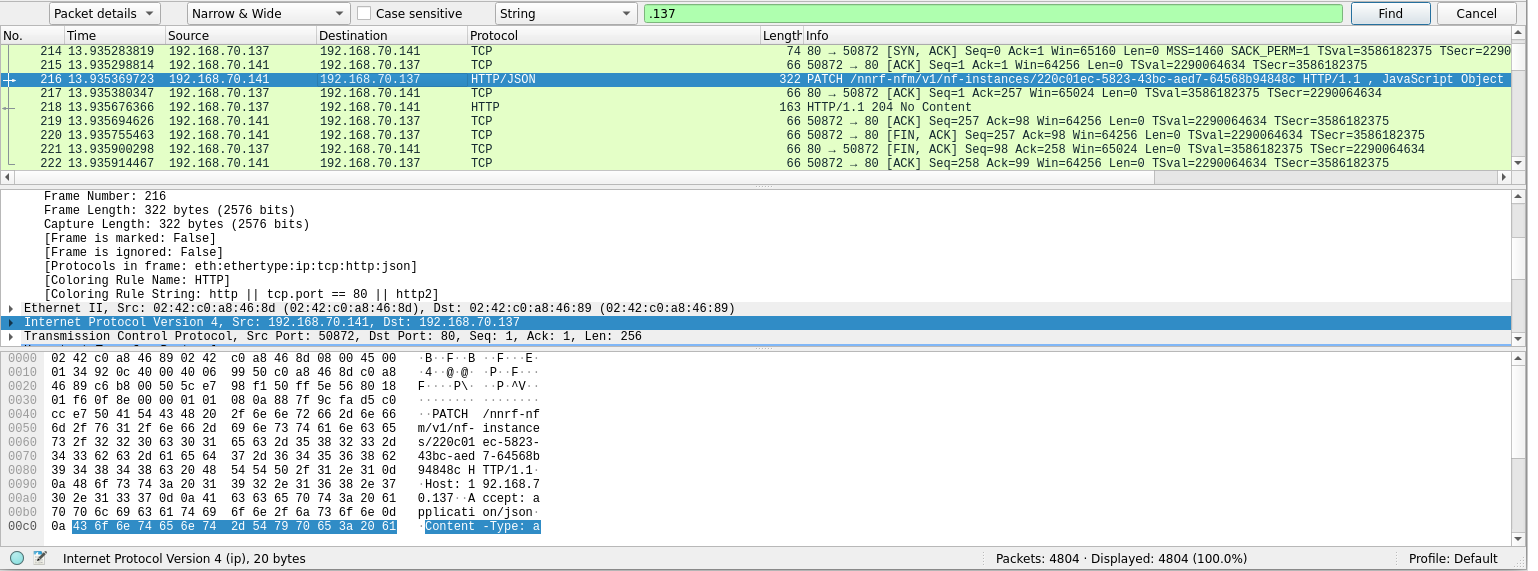 Packet details Narrow & Wide Case sensitive String .137 Find Cancel
No. Time Source Destination Protocol Length Info
214 13.935283819 192.168.70.137 192.168.70.141 TCP 74 80 → 50872 [SYN, ACK] Seq=0 Ack=1 Win=65160 Len=0 MSS=1460 SACK_PERM=1 TSval=3586182375 TSecr=2290
215 13.935298814 192.168.70.141 192.168.70.137 TCP 66 50872 → 80 [ACK] Seq=1 Ack=1 Win=64256 Len=0 TSval=2290064634 TSecr=3586182375
216 13.935369723 192.168.70.141 192.168.70.137 HTTP/JSON 322 PATCH /nnrf-nfm/v1/nf-instances/220c01ec-5823-43bc-aed7-64568b94848c HTTP/1.1 , JavaScript Object
217 13.935380347 192.168.70.137 192.168.70.141 TCP 66 80 → 50872 [ACK] Seq=1 Ack=257 Win=65024 Len=0 TSval=3586182375 TSecr=2290064634
218 13.935676366 192.168.70.137 192.168.70.141 HTTP 163 HTTP/1.1 204 No Content
219 13.935694626 192.168.70.141 192.168.70.137 TCP 66 50872 → 80 [ACK] Seq=257 Ack=98 Win=64256 Len=0 TSval=2290064634 TSecr=3586182375
220 13.935755463 192.168.70.141 192.168.70.137 TCP 66 50872 → 80 [FIN, ACK] Seq=257 Ack=98 Win=64256 Len=0 TSval=2290064634 TSecr=3586182375
221 13.935900298 192.168.70.137 192.168.70.141 TCP 66 80 → 50872 [FIN, ACK] Seq=98 Ack=258 Win=65024 Len=0 TSval=3586182375 TSecr=2290064634
222 13.935914467 192.168.70.141 192.168.70.137 TCP 66 50872 → 80 [ACK] Seq=258 Ack=99 Win=64256 Len=0 TSval=2290064634 TSecr=3586182375
Frame Number: 216
Frame Length: 322 bytes (2576 bits)
Capture Length: 322 bytes (2576 bits)
[Frame is marked: False]
[Frame is ignored: False]
[Protocols in frame: eth:ethertype:ip:tcp:http:json]
[Coloring Rule Name: HTTP]
[Coloring Rule String: http || tcp.port == 80 || http2]
Ethernet II, Src: 02:42:c0:a8:46:8d (02:42:c0:a8:46:8d), Dst: 02:42:c0:a8:46:89 (02:42:c0:a8:46:89)
Internet Protocol Version 4, Src: 192.168.70.141, Dst: 192.168.70.137
Transmission Control Protocol, Src Port: 50872, Dst Port: 80, Seq: 1, Ack: 1, Len: 256
0000 02 42 c0 a8 46 89 02 42 c0 a8 46 8d 08 00 45 00 ·B··F··B ··F···E·
0010 01 34 92 0c 40 00 40 06 99 50 c0 a8 46 8d c0 a8 ·4··@·@· ·P··F···
0020 46 89 c6 b8 00 50 5c e7 98 f1 50 ff 5e 56 80 18 F····P\· ··P·^V··
0030 01 f6 0f 8e 00 00 01 01 08 0a 88 7f 9c fa d5 c0 ········ ········
0040 cc e7 50 41 54 43 48 20 2f 6e 6e 72 66 2d 6e 66 ··PATCH /nnrf-nf
0050 6d 2f 76 31 2f 6e 66 2d 69 6e 73 74 61 6e 63 65 m/v1/nf- instance
0060 73 2f 32 32 30 63 30 31 65 63 2d 35 38 32 33 2d s/220c01 ec-5823-
0070 34 33 62 63 2d 61 65 64 37 2d 36 34 35 36 38 62 43bc-aed 7-64568b
0080 39 34 38 34 38 63 20 48 54 54 50 2f 31 2e 31 0d 94848c H TTP/1.1·
0090 0a 48 6f 73 74 3a 20 31 39 32 2e 31 36 38 2e 37 ·Host: 1 92.168.7
00a0 30 2e 31 33 37 0d 0a 41 63 63 65 70 74 3a 20 61 0.137··A ccept: a
00b0 70 70 6c 69 63 61 74 69 6f 6e 2f 6a 73 6f 6e 0d pplicati on/json·
00c0 0a 43 6f 6e 74 65 6e 74 2d 54 79 70 65 3a 20 61 ·Content -Type: a
Internet Protocol Version 4 (ip), 20 bytes Packets: 4804 · Displayed: 4804 (100.0%) Profile: Default